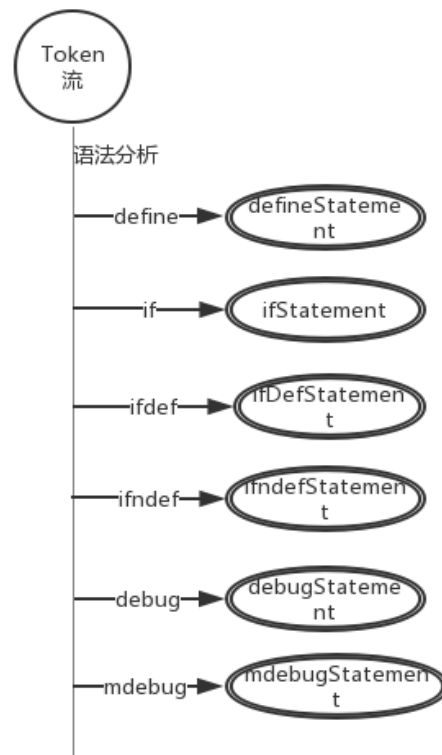 Token
流
语法分析
define
defineStateme
nt
if
ifStatement
ifdef
ifDefStatemen
t
ifndef
ifndefStatemen
t
debug
debugStateme
nt
mdebug
mdebugStatemen
t